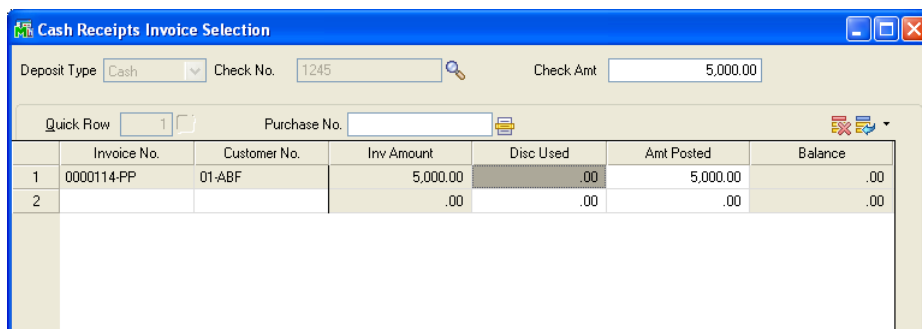 Cash Receipts Invoice Selection
Deposit Type Cash Check No. 1245 Check Amt 5,000.00
Quick Row 1 Purchase No.
Invoice No. Customer No. Inv Amount Disc Used Amt Posted Balance
1 0000114-PP 01-ABF 5,000.00 .00 5,000.00 .00
2 .00 .00 .00 .00